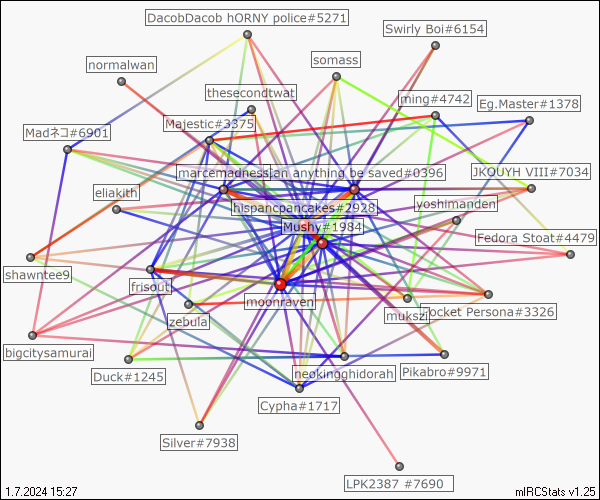 DacobDacob hORNY police#5271
Swirly Boi#6154
normalwan
somass
thesecondtwat
ming#4742
Eg.Master#1378
Majestic#3375
Madネコ#6901
marcemadness
an anything be saved#0396
JKQUYH VIII#7034
eliakith
hispancpancakes#2928
yoshimanden
Mushy#1984
Fedora Stoat#4479
shawntee9
frisout
moonraven
mukszi
Pocket Persona#3326
zebula
bigcitysamurai
Duck#1245
neokingghidorah
Pikabro#9971
Cypha#1717
Silver#7938
LPK2387 #7690
1.7.2024 15:27
mIRCStats v1.25